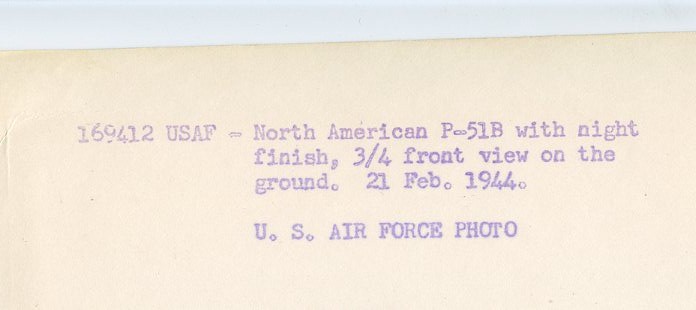 169412 USAF - North American P-51B with night
finish, 3/4 front view on the
ground. 21 Feb. 1944.
U. S. AIR FORCE PHOTO